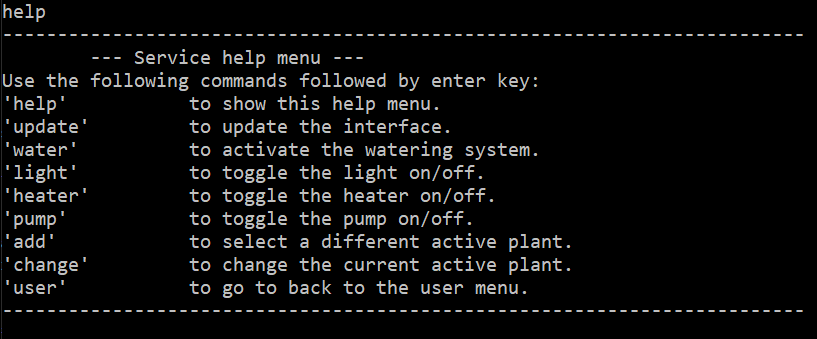 help
-------------------------------------------------------------------------
--- Service help menu ---
Use the following commands followed by enter key:
'help' to show this help menu.
'update' to update the interface.
'water' to activate the watering system.
'light' to toggle the light on/off.
'heater' to toggle the heater on/off.
'pump' to toggle the pump on/off.
'add' to select a different active plant.
'change' to change the current active plant.
'user' to go to back to the user menu.
-------------------------------------------------------------------------